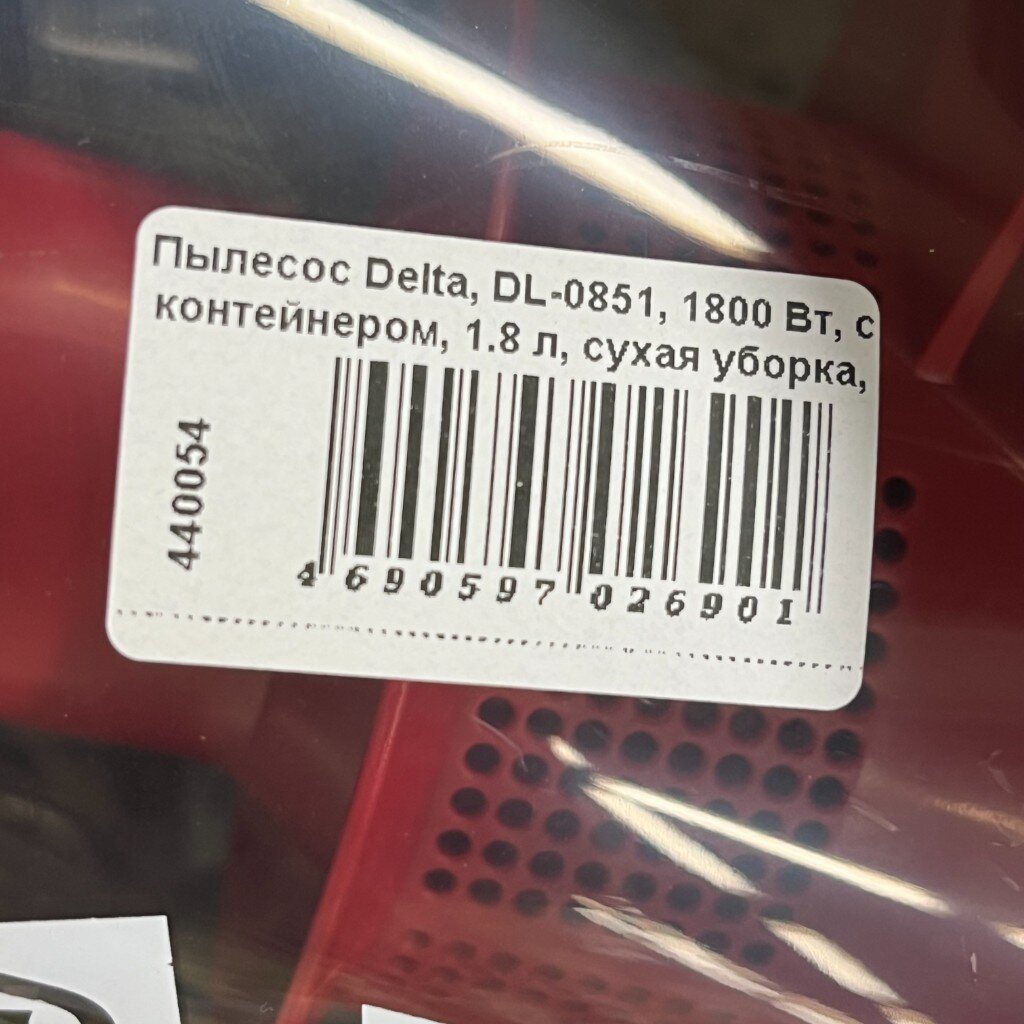 Пылесос Delta, DL-0851, 1800 Вт, с
контейнером, 1.8 л, сухая уборка,
440054
4 690597 026901